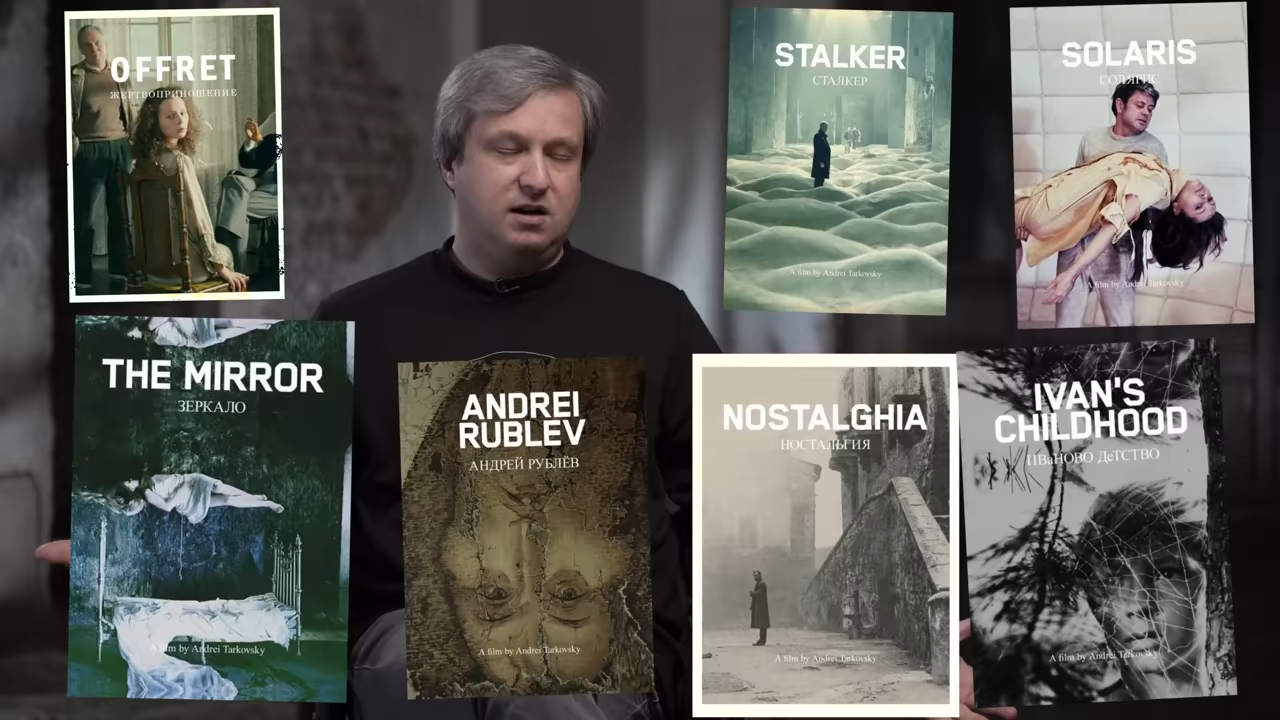 OFFRET
ЖЕРТВОПРИНОШЕНИЕ
STALKER
СТАЛКЕР
A film by Andrei Tarkovsky
SOLARIS
СОЛЯРИС
A film by Andrei Tarkovsky
THE MIRROR
ЗЕРКАЛО
A film by Andrei Tarkovsky
ANDREI
RUBLEV
АНДРЕЙ РУБЛЁВ
A film by Andrei Tarkovsky
NOSTALGHIA
НОСТАЛЬГИЯ
A film by Andrei Tarkovsky
IVAN'S
CHILDHOOD
ИВаНОВО ДеТСТВО
A film by Andrei Tarkovsky